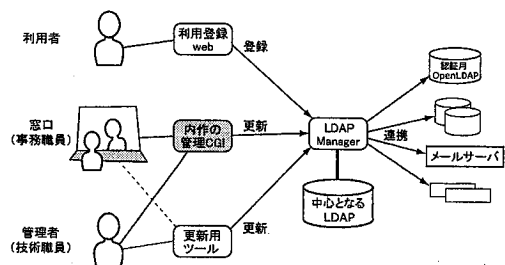 利用者
利用登録
web
登録
認証用
OpenLDAP
窓口
(事務職員)
内作の
管理CGI
更新
LDAP
Manager
連携
メールサーバ
中心となる
LDAP
管理者
(技術職員)
更新用
ツール
更新